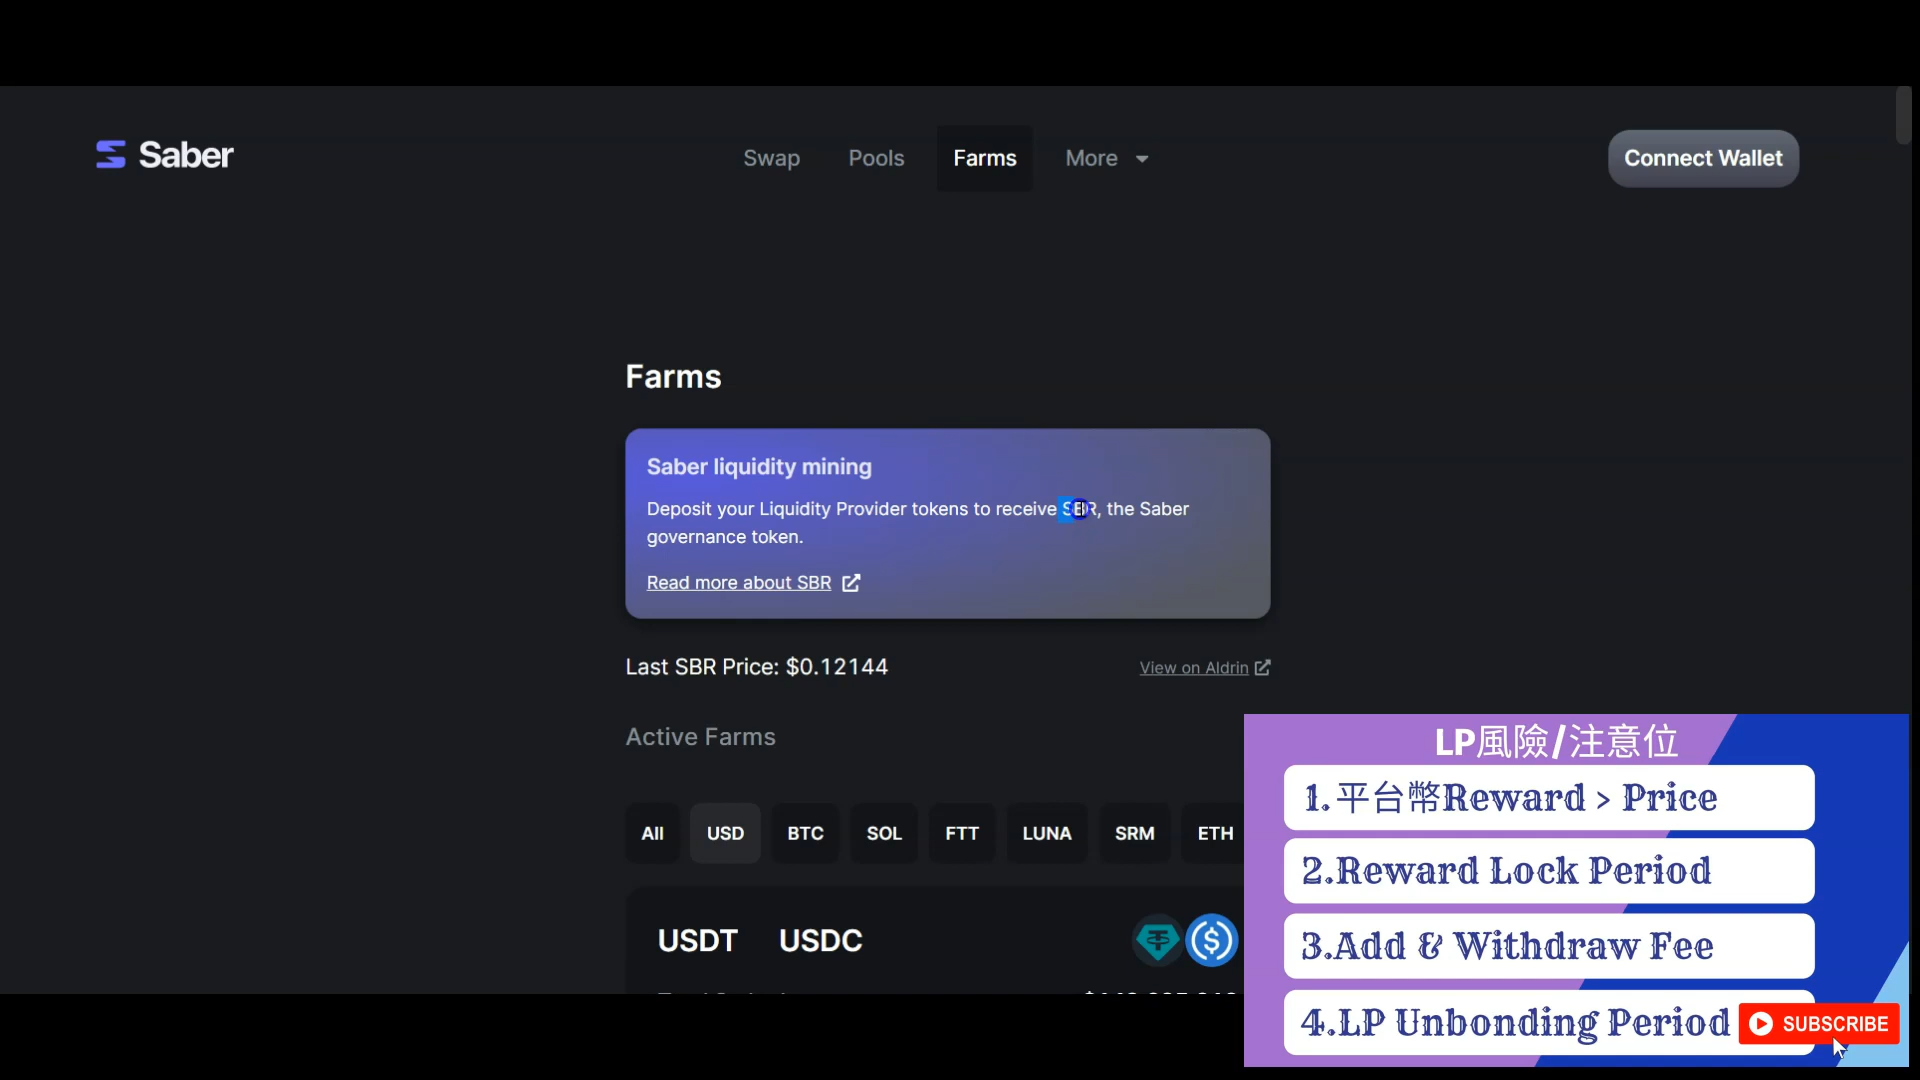 Saber
Swap Pools Farms More
Connect Wallet
Farms
Saber liquidity mining
Deposit your Liquidity Provider tokens to receive SBR, the Saber
governance token.
Read more about SBR
Last SBR Price: $0.12144
View on Aldrin
Active Farms
All USD BTC SOL FTT LUNA SRM ETH
USDT USDC
LP風險/注意位
1.平台幣Reward > Price
2.Reward Lock Period
3.Add & Withdraw Fee
4.LP Unbonding Period
SUBSCRIBE